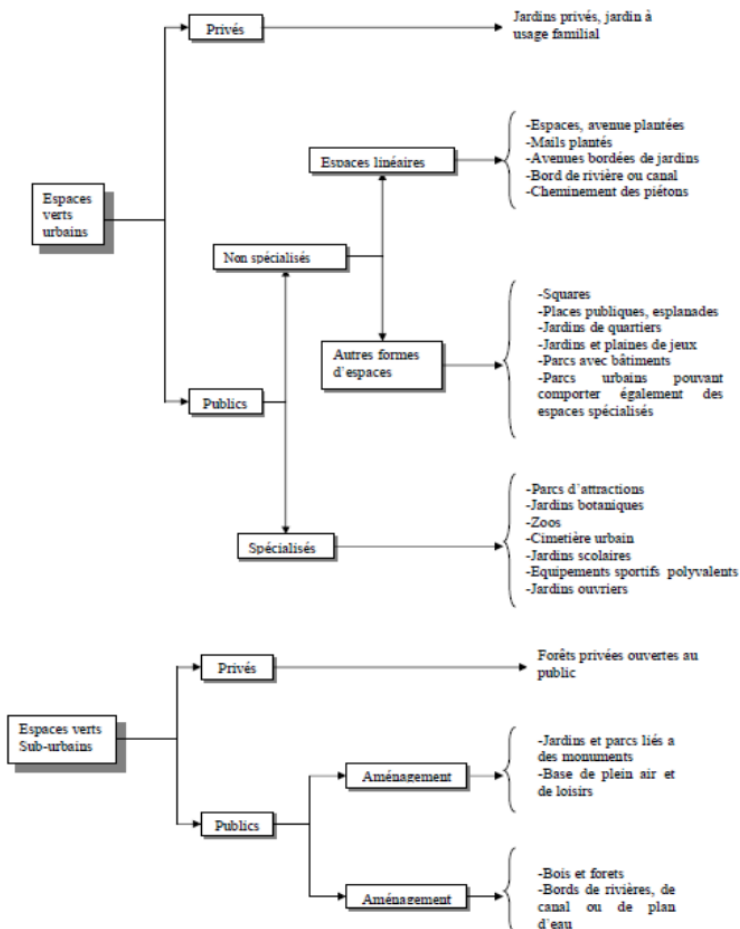 Privés
Jardins privés, jardin à
usage familial
Espaces
verts
urbains
Espaces linéaires
-Espaces, avenue plantées
-Mails plantés
-Avenues bordées de jardins
-Bord de rivière ou canal
-Cheminement des piétons
Non spécialisés
Autres formes
d'espaces
-Squares
-Places publiques, esplanades
-Jardins de quartiers
-Jardins et plaines de jeux
-Parcs avec bâtiments
-Parcs urbains pouvant
comporter également des
espaces spécialisés
Publics
Spécialisés
-Parcs d'attractions
-Jardins botaniques
-Zoos
-Cimetière urbain
-Jardins scolaires
-Equipements sportifs polyvalents
-Jardins ouvriers
Espaces verts
Sub-urbains
Privés
Forêts privées ouvertes au
public
Publics
Aménagement
-Jardins et parcs liés a
des monuments
-Base de plein air et
de loisirs
Aménagement
-Bois et forets
-Bords de rivières, de
canal ou de plan
d'eau